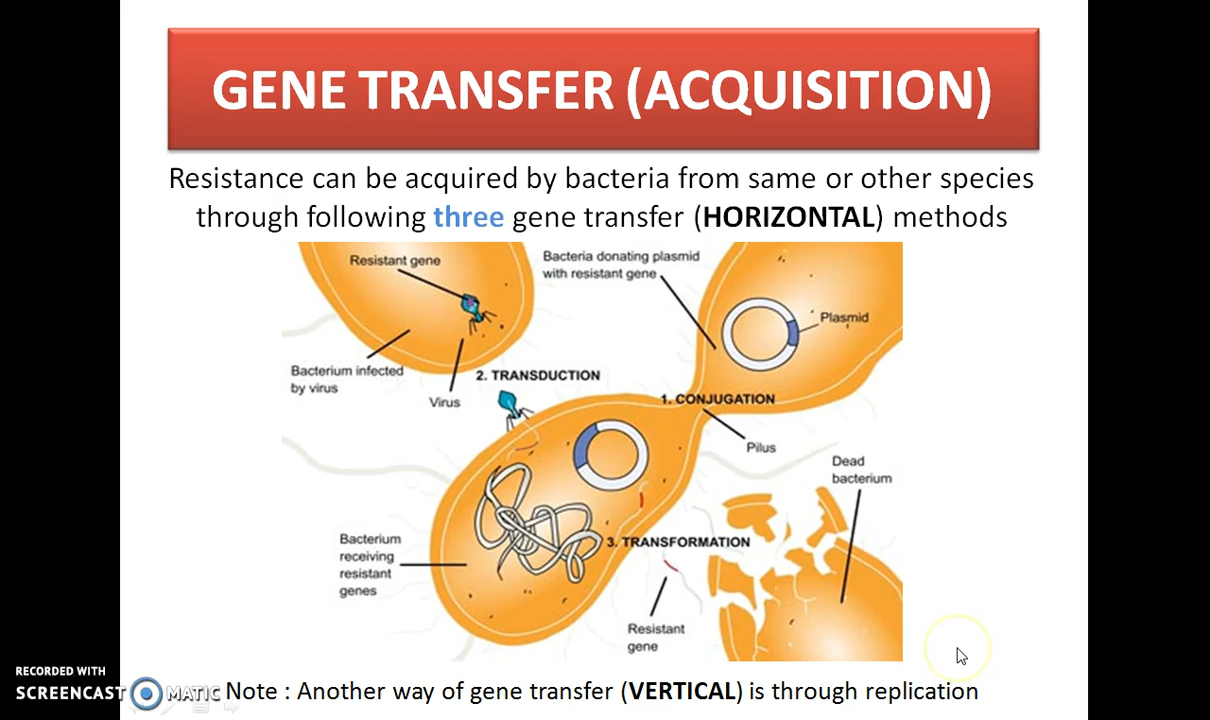 GENE TRANSFER (ACQUISITION)
Resistance can be acquired by bacteria from same or other species
through following three gene transfer (HORIZONTAL) methods
Resistant gene
Bacteria donating plasmid
with resistant gene
Plasmid
Bacterium infected
by virus
Virus
2. TRANSDUCTION
1. CONJUGATION
Pilus
Dead
bacterium
Bacterium
receiving
resistant
genes
3. TRANSFORMATION
Resistant
gene
RECORDED WITH
SCREENCAST MATIC
Note : Another way of gene transfer (VERTICAL) is through replication